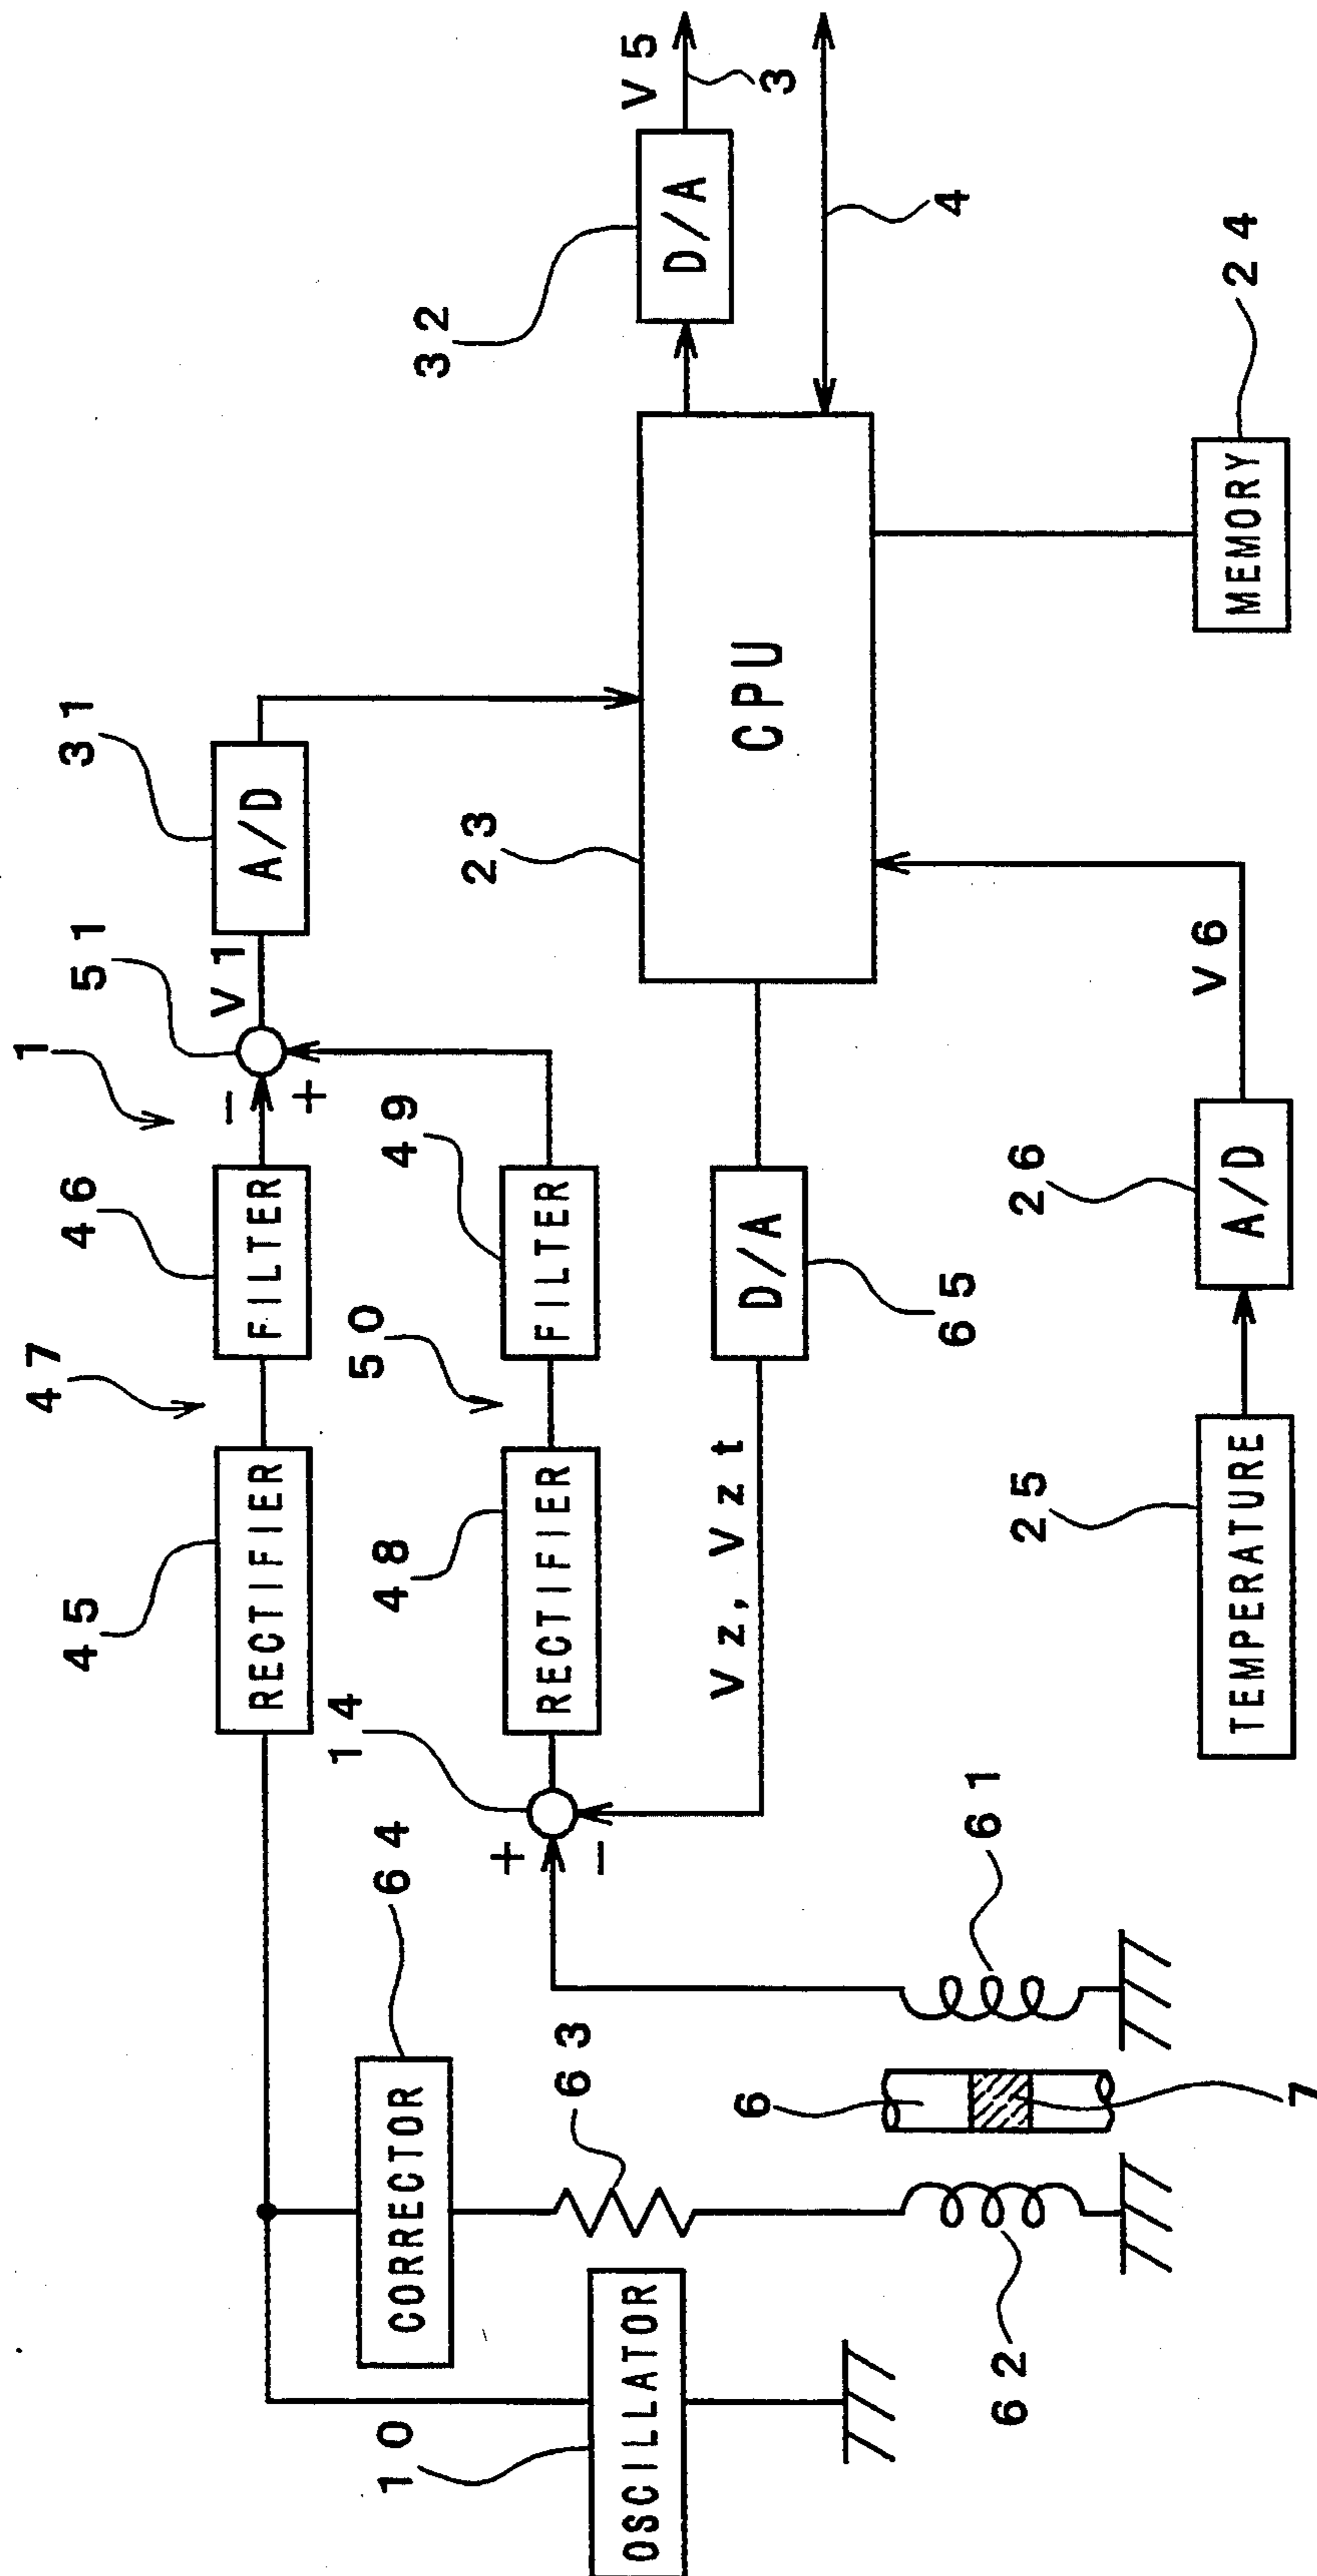 1
47
45
RECTIFIER
46
FILTER
−
+
51
V1
31
A/D
64
CORRECTOR
14
+
−
48
RECTIFIER
50
49
FILTER
23
CPU
32
D/A
V5
3
4
10
OSCILLATOR
63
Vz, Vzt
D/A
65
6
61
62
7
25
TEMPERATURE
26
A/D
V6
MEMORY
24